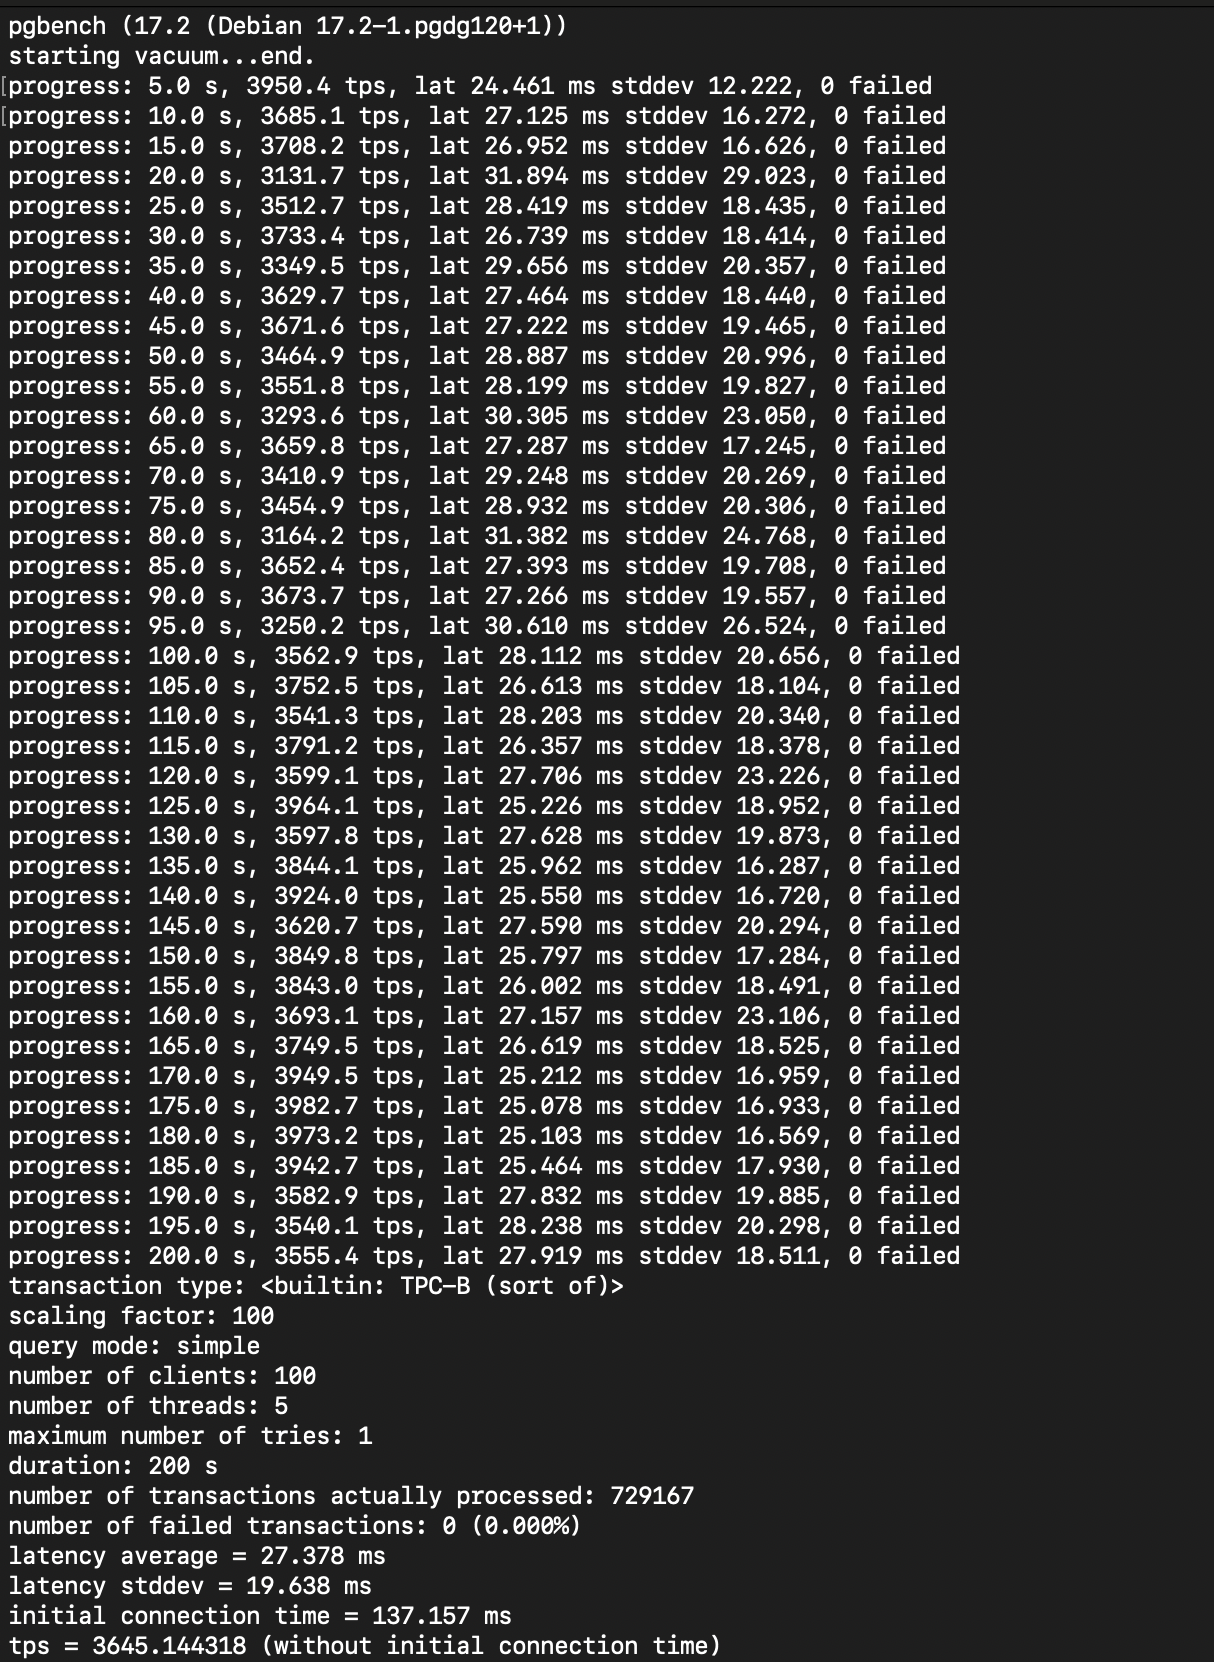 pgbench (17.2 (Debian 17.2-1.pgdg120+1))
starting vacuum...end.
progress: 5.0 s, 3950.4 tps, lat 24.461 ms stddev 12.222, 0 failed
progress: 10.0 s, 3685.1 tps, lat 27.125 ms stddev 16.272, 0 failed
progress: 15.0 s, 3708.2 tps, lat 26.952 ms stddev 16.626, 0 failed
progress: 20.0 s, 3131.7 tps, lat 31.894 ms stddev 29.023, 0 failed
progress: 25.0 s, 3512.7 tps, lat 28.419 ms stddev 18.435, 0 failed
progress: 30.0 s, 3733.4 tps, lat 26.739 ms stddev 18.414, 0 failed
progress: 35.0 s, 3349.5 tps, lat 29.656 ms stddev 20.357, 0 failed
progress: 40.0 s, 3629.7 tps, lat 27.464 ms stddev 18.440, 0 failed
progress: 45.0 s, 3671.6 tps, lat 27.222 ms stddev 19.465, 0 failed
progress: 50.0 s, 3464.9 tps, lat 28.887 ms stddev 20.996, 0 failed
progress: 55.0 s, 3551.8 tps, lat 28.199 ms stddev 19.827, 0 failed
progress: 60.0 s, 3293.6 tps, lat 30.305 ms stddev 23.050, 0 failed
progress: 65.0 s, 3659.8 tps, lat 27.287 ms stddev 17.245, 0 failed
progress: 70.0 s, 3410.9 tps, lat 29.248 ms stddev 20.269, 0 failed
progress: 75.0 s, 3454.9 tps, lat 28.932 ms stddev 20.306, 0 failed
progress: 80.0 s, 3164.2 tps, lat 31.382 ms stddev 24.768, 0 failed
progress: 85.0 s, 3652.4 tps, lat 27.393 ms stddev 19.708, 0 failed
progress: 90.0 s, 3673.7 tps, lat 27.266 ms stddev 19.557, 0 failed
progress: 95.0 s, 3250.2 tps, lat 30.610 ms stddev 26.524, 0 failed
progress: 100.0 s, 3562.9 tps, lat 28.112 ms stddev 20.656, 0 failed
progress: 105.0 s, 3752.5 tps, lat 26.613 ms stddev 18.104, 0 failed
progress: 110.0 s, 3541.3 tps, lat 28.203 ms stddev 20.340, 0 failed
progress: 115.0 s, 3791.2 tps, lat 26.357 ms stddev 18.378, 0 failed
progress: 120.0 s, 3599.1 tps, lat 27.706 ms stddev 23.226, 0 failed
progress: 125.0 s, 3964.1 tps, lat 25.226 ms stddev 18.952, 0 failed
progress: 130.0 s, 3597.8 tps, lat 27.628 ms stddev 19.873, 0 failed
progress: 135.0 s, 3844.1 tps, lat 25.962 ms stddev 16.287, 0 failed
progress: 140.0 s, 3924.0 tps, lat 25.550 ms stddev 16.720, 0 failed
progress: 145.0 s, 3620.7 tps, lat 27.590 ms stddev 20.294, 0 failed
progress: 150.0 s, 3849.8 tps, lat 25.797 ms stddev 17.284, 0 failed
progress: 155.0 s, 3843.0 tps, lat 26.002 ms stddev 18.491, 0 failed
progress: 160.0 s, 3693.1 tps, lat 27.157 ms stddev 23.106, 0 failed
progress: 165.0 s, 3749.5 tps, lat 26.619 ms stddev 18.525, 0 failed
progress: 170.0 s, 3949.5 tps, lat 25.212 ms stddev 16.959, 0 failed
progress: 175.0 s, 3982.7 tps, lat 25.078 ms stddev 16.933, 0 failed
progress: 180.0 s, 3973.2 tps, lat 25.103 ms stddev 16.569, 0 failed
progress: 185.0 s, 3942.7 tps, lat 25.464 ms stddev 17.930, 0 failed
progress: 190.0 s, 3582.9 tps, lat 27.832 ms stddev 19.885, 0 failed
progress: 195.0 s, 3540.1 tps, lat 28.238 ms stddev 20.298, 0 failed
progress: 200.0 s, 3555.4 tps, lat 27.919 ms stddev 18.511, 0 failed
transaction type: <builtin: TPC-B (sort of)>
scaling factor: 100
query mode: simple
number of clients: 100
number of threads: 5
maximum number of tries: 1
duration: 200 s
number of transactions actually processed: 729167
number of failed transactions: 0 (0.000%)
latency average = 27.378 ms
latency stddev = 19.638 ms
initial connection time = 137.157 ms
tps = 3645.144318 (without initial connection time)